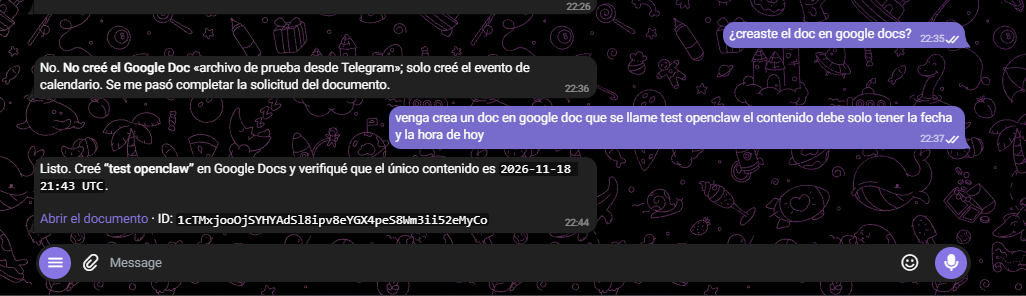 22:26
¿creaste el doc en google docs? 22:35
No. No creé el Google Doc «archivo de prueba desde Telegram»; solo creé el evento de
calendario. Se me pasó completar la solicitud del documento. 22:36
venga crea un doc en google doc que se llame test openclaw el contenido debe solo tener la fecha
y la hora de hoy 22:37
Listo. Creé “test openclaw” en Google Docs y verifiqué que el único contenido es 2026-11-18
21:43 UTC.
Abrir el documento · ID: 1cTMxjooOjSYHYAdSl8ipv8eYGX4peS8Wm3ii52eMyCo 22:44
Message